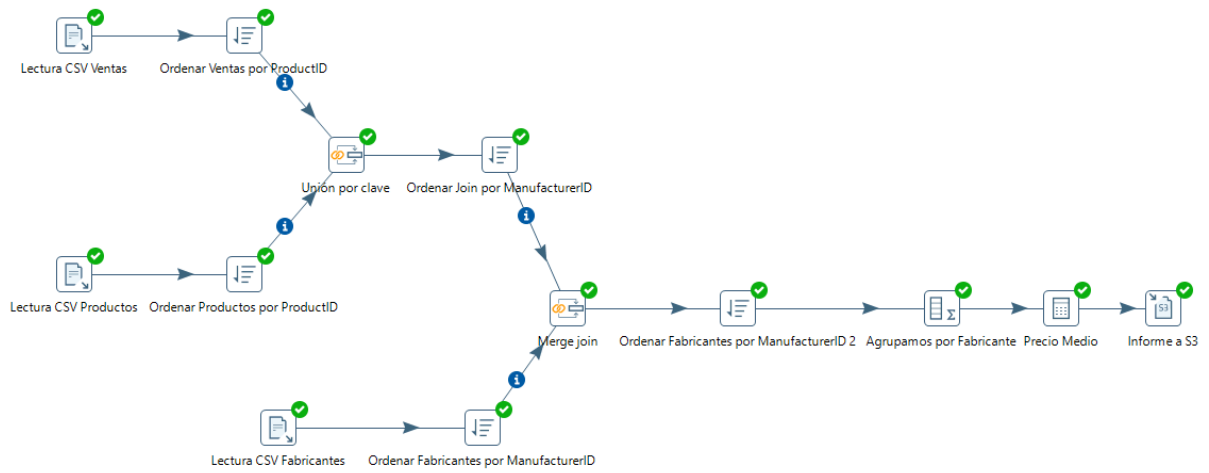 Lectura CSV Ventas
Ordenar Ventas por ProductID
Unión por clave
Ordenar Join por ManufacturerID
Lectura CSV Productos
Ordenar Productos por ProductID
Merge join
Ordenar Fabricantes por ManufacturerID 2
Agrupamos por Fabricante
Precio Medio
S3
Informe a S3
Lectura CSV Fabricantes
Ordenar Fabricantes por ManufacturerID